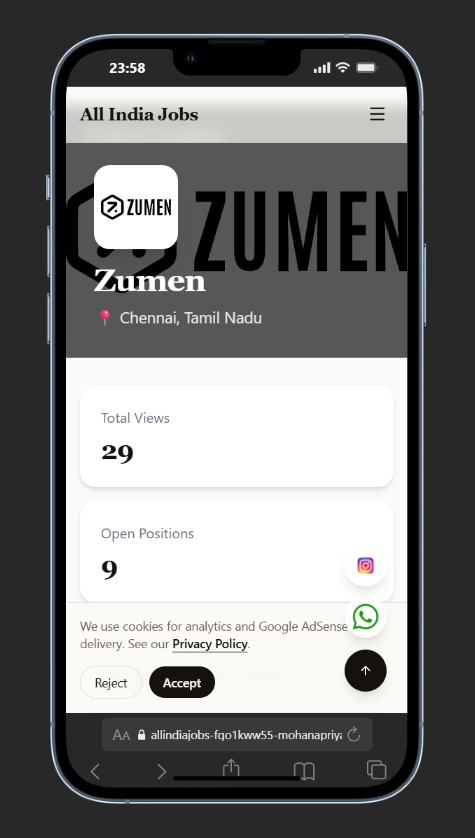 23:58
All India Jobs
ZUMEN
ZUMEN
Zumen
Chennai, Tamil Nadu
Total Views
29
Open Positions
9
We use cookies for analytics and Google AdSense
delivery. See our Privacy Policy.
Reject
Accept
AA allindiajobs-fqo1kww55-mohanapriya